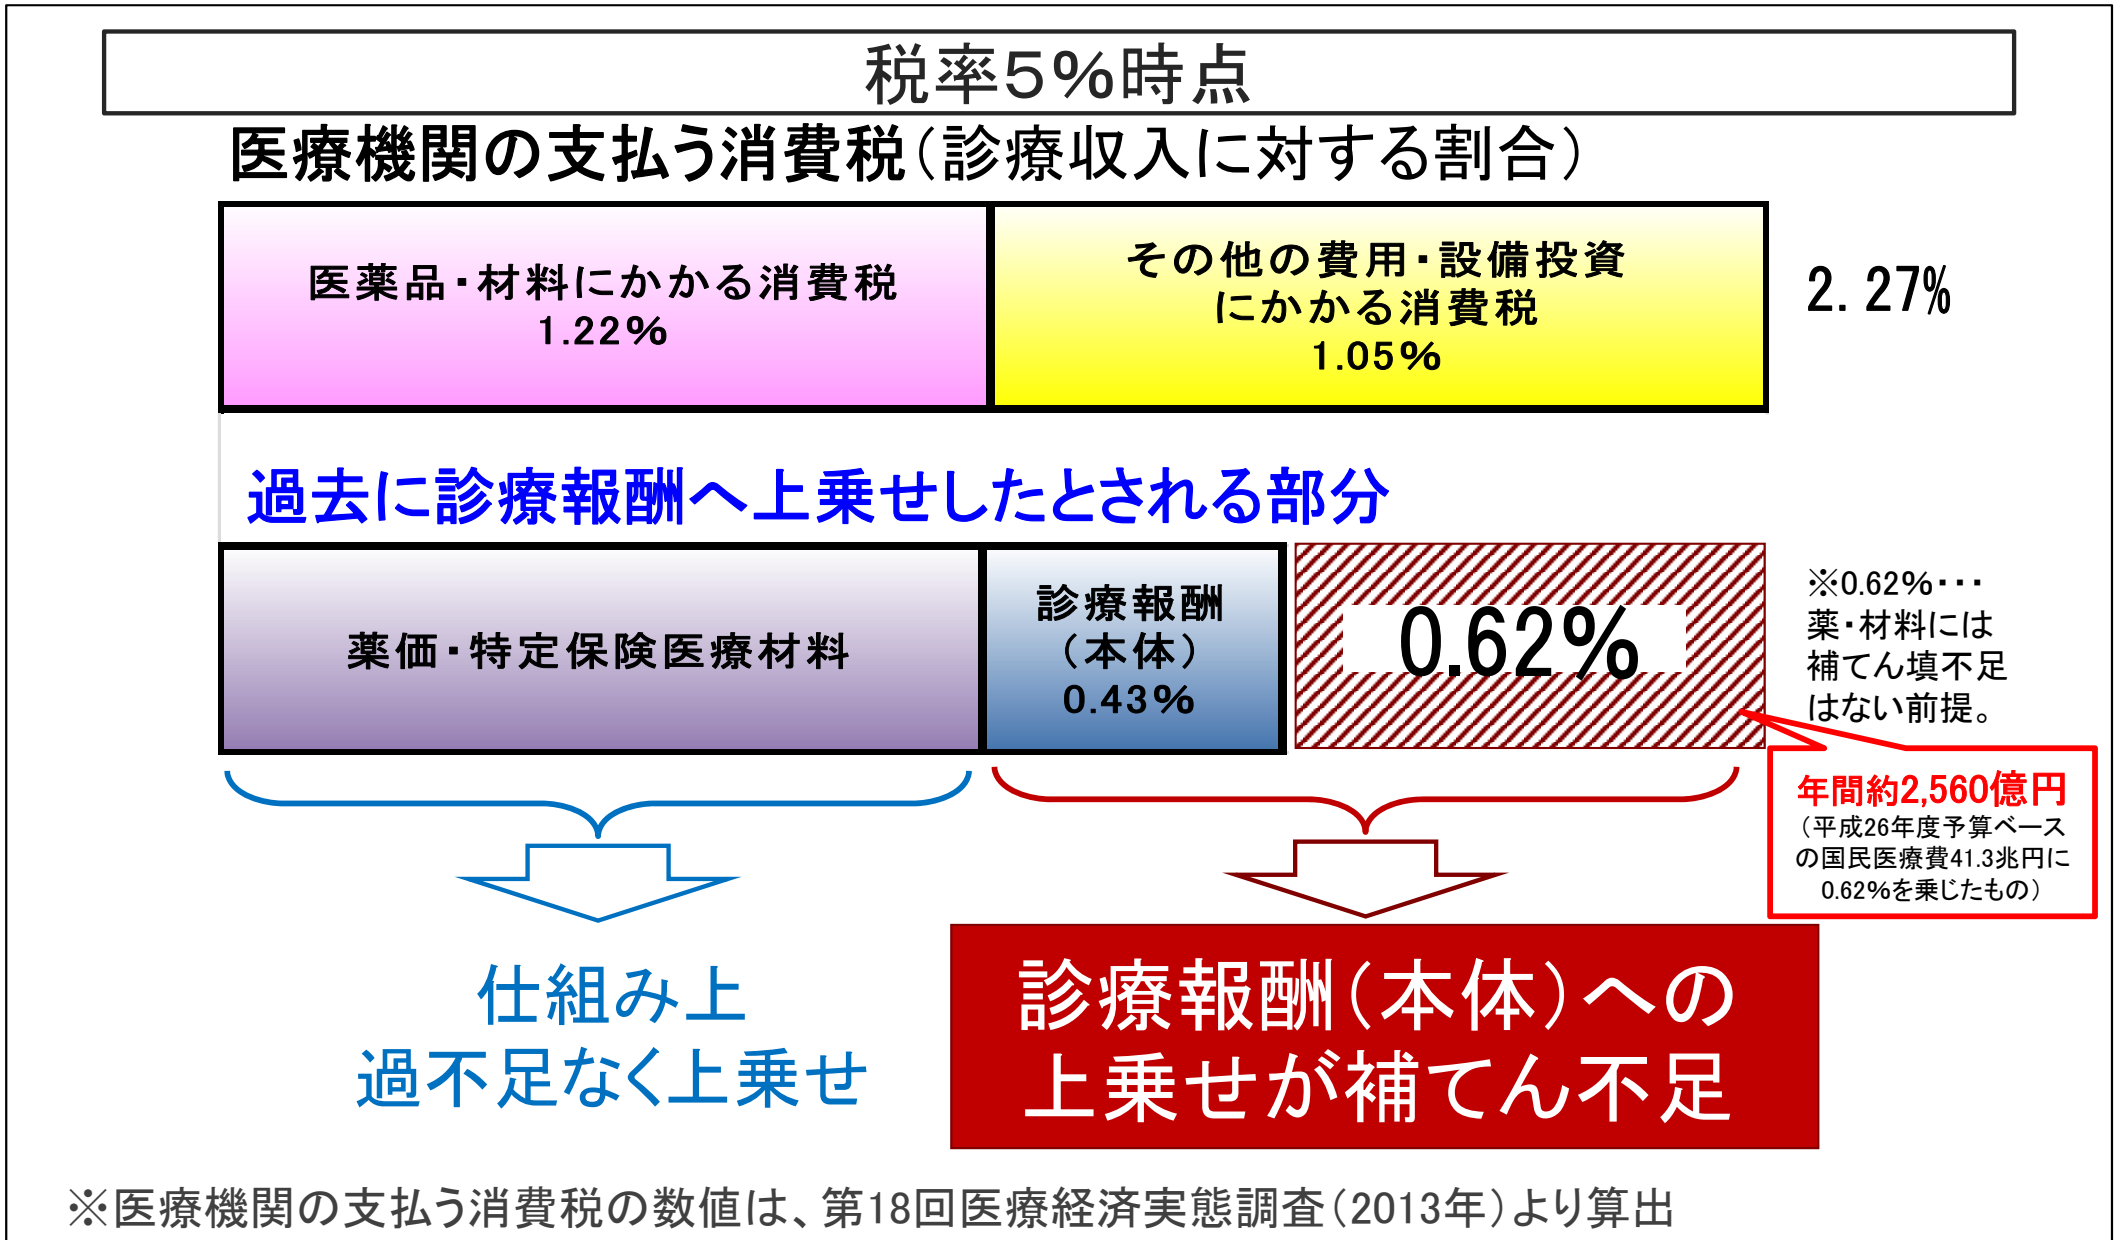 税率5%時点
医療機関の支払う消費税(診療収入に対する割合)
医薬品・材料にかかる消費税
1.22%
その他の費用・設備投資
にかかる消費税
1.05%
2.27%
過去に診療報酬へ上乗せしたとされる部分
薬価・特定保険医療材料
診療報酬
(本体)
0.43%
0.62%
※0.62%・・・
薬・材料には
補てん填不足
はない前提。
年間約2,560億円
(平成26年度予算ベース
の国民医療費41.3兆円に
0.62%を乗じたもの)
仕組み上
過不足なく上乗せ
診療報酬(本体)への
上乗せが補てん不足
※医療機関の支払う消費税の数値は、第18回医療経済実態調査(2013年)より算出